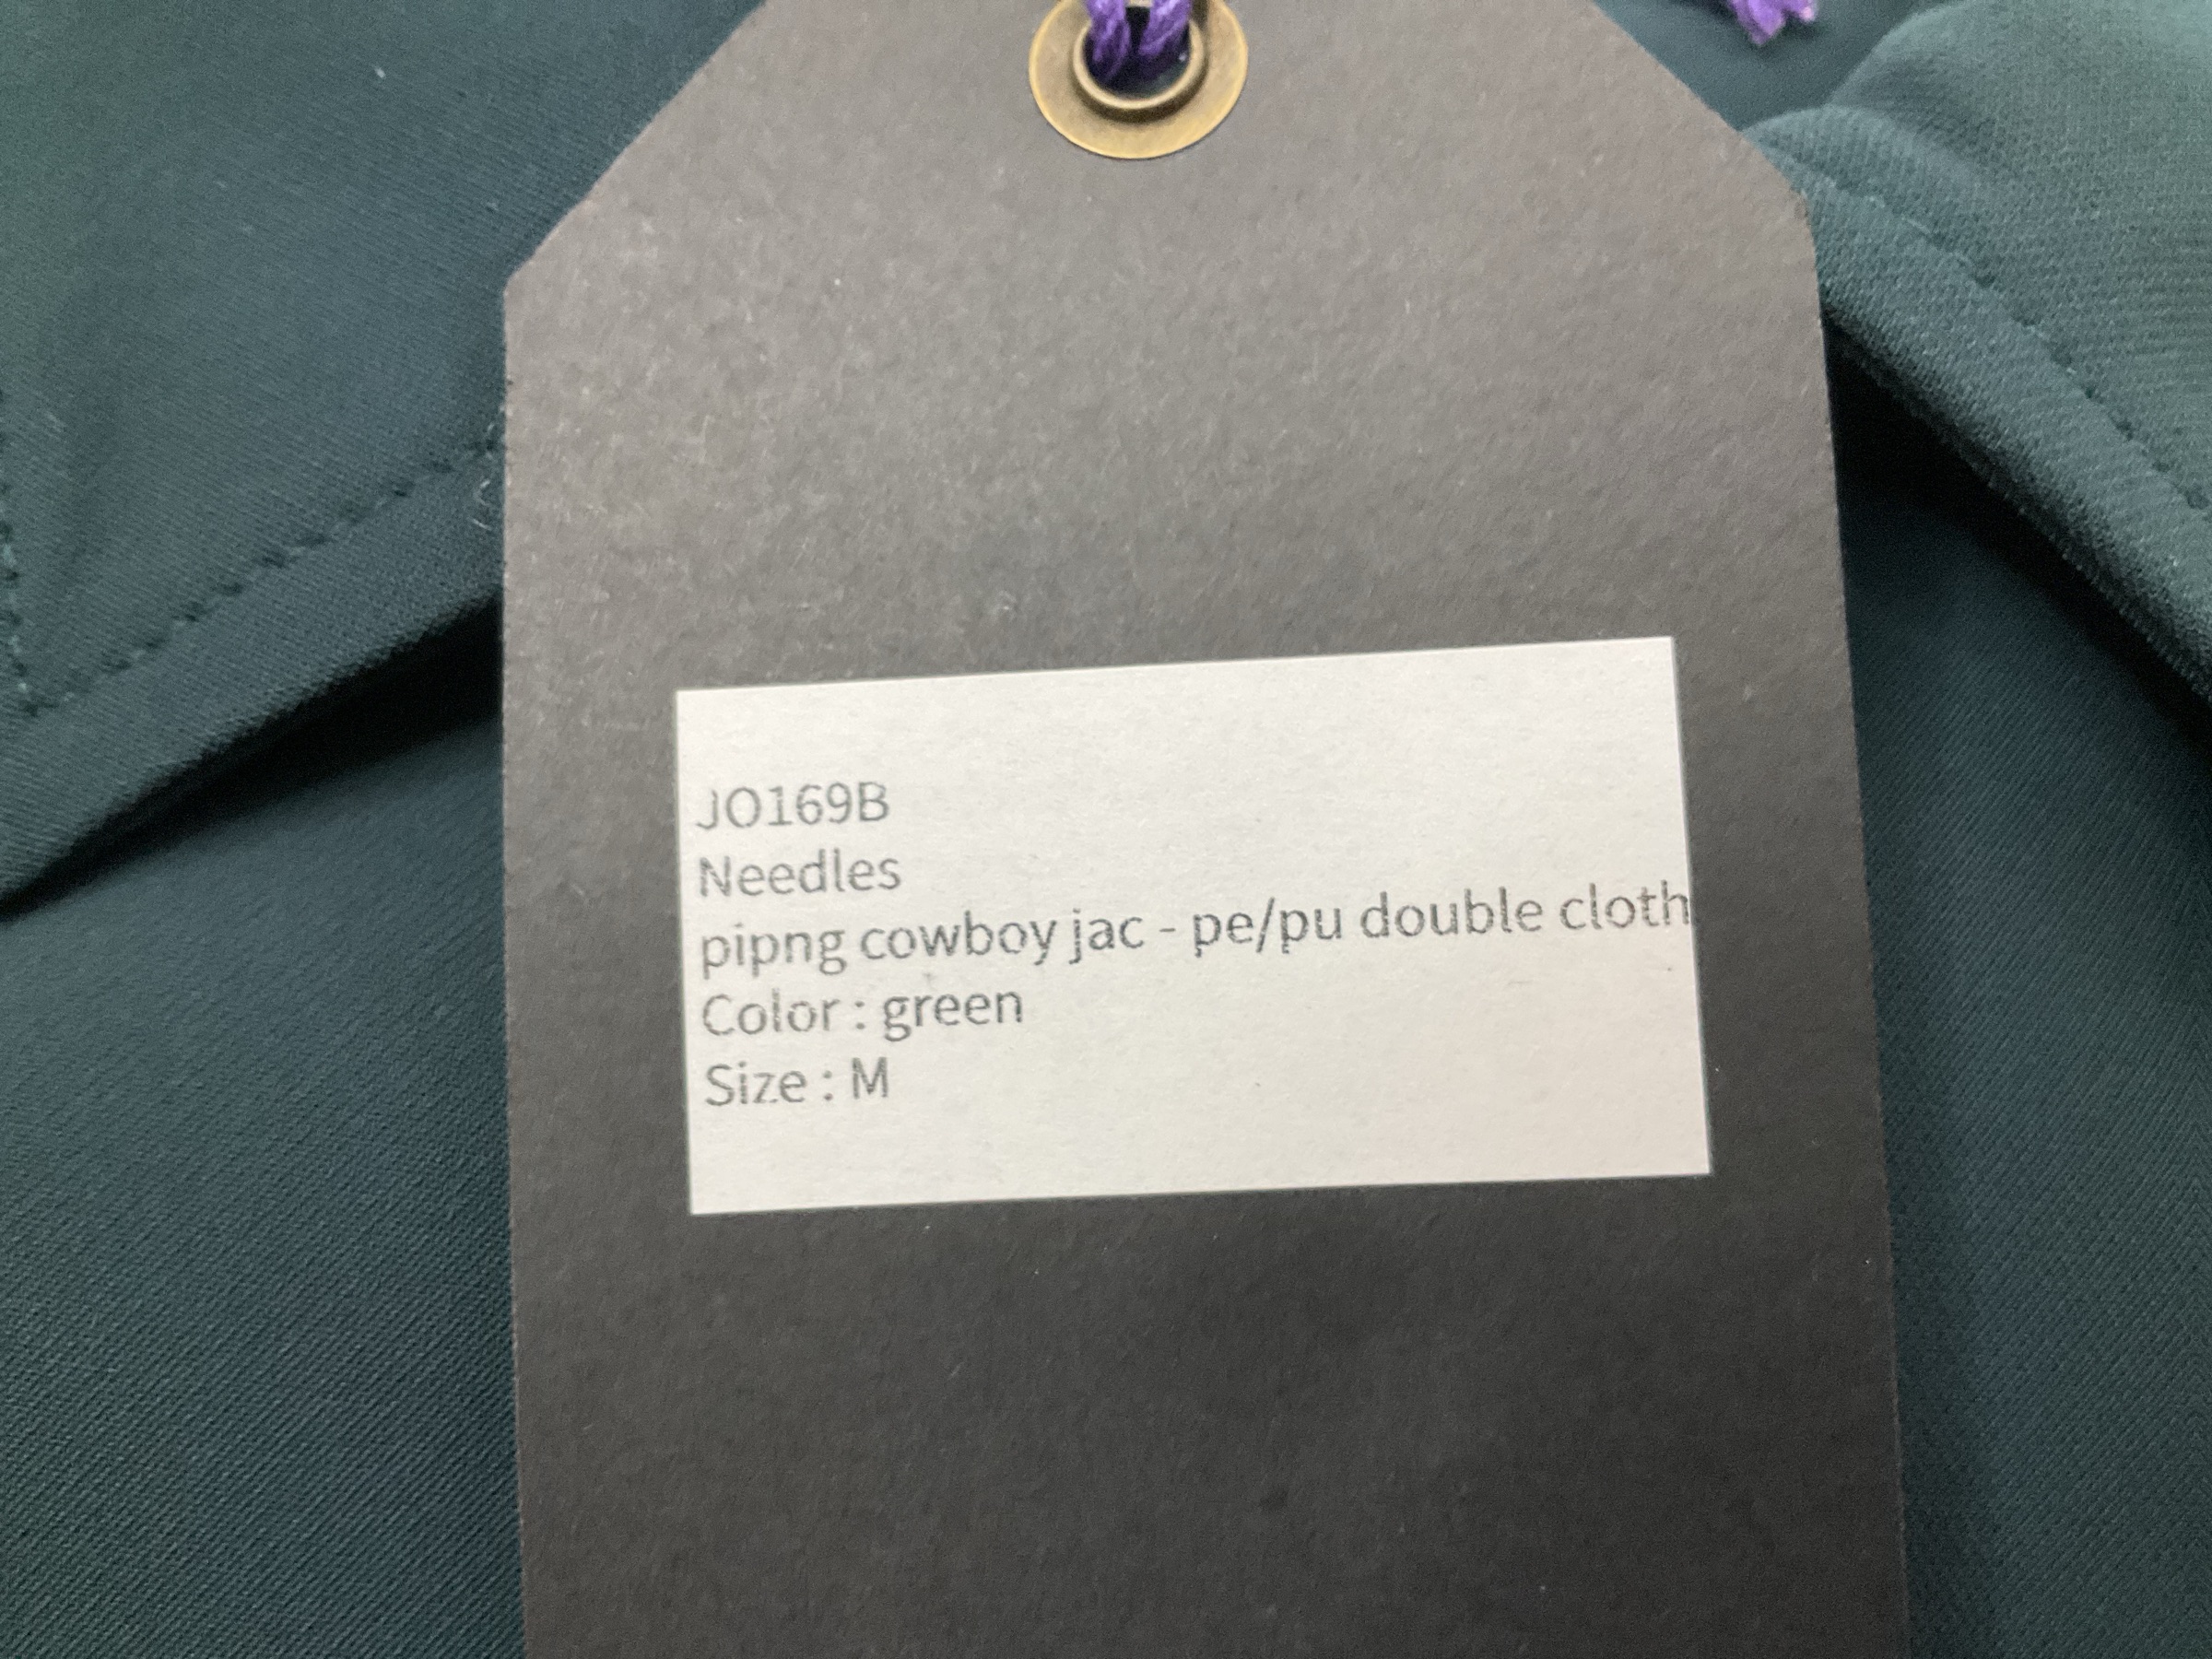 JO169B
Needles
pipng cowboy jac - pe/pu double cloth
Color : green
Size : M